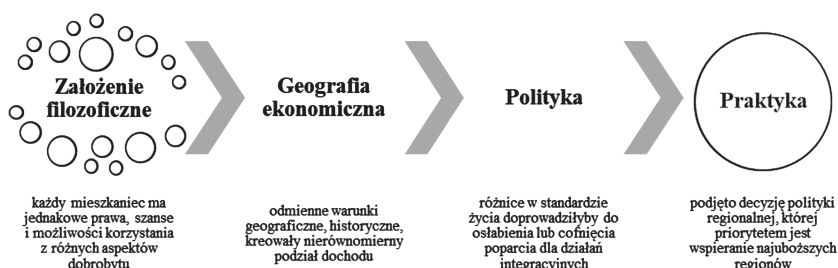 Założenie
filozoficzne
Geografia
ekonomiczna
Polityka
Praktyka
każdy mieszkaniec ma
jednakowe prawa, szanse
i możliwości korzystania
z różnych aspektów
dobrobytu
odmienne warunki
geograficzne, historyczne,
kreowały nierównomierny
podział dochodu
różnice w standardzie
życia doprowadziłyby do
osłabienia lub cofnięcia
poparcia dla działań
integracyjnych
podjęto decyzję polityki
regionalnej, której
priorytetem jest
wspieranie najuboższych
regionów